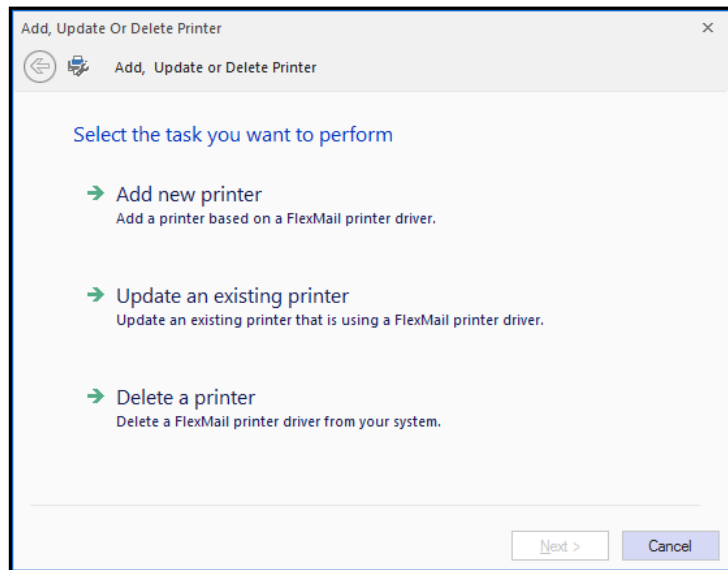 Add, Update Or Delete Printer
Add, Update or Delete Printer
Select the task you want to perform
Add new printer
Add a printer based on a FlexMail printer driver.
Update an existing printer
Update an existing printer that is using a FlexMail printer driver.
Delete a printer
Delete a FlexMail printer driver from your system.
Next > Cancel